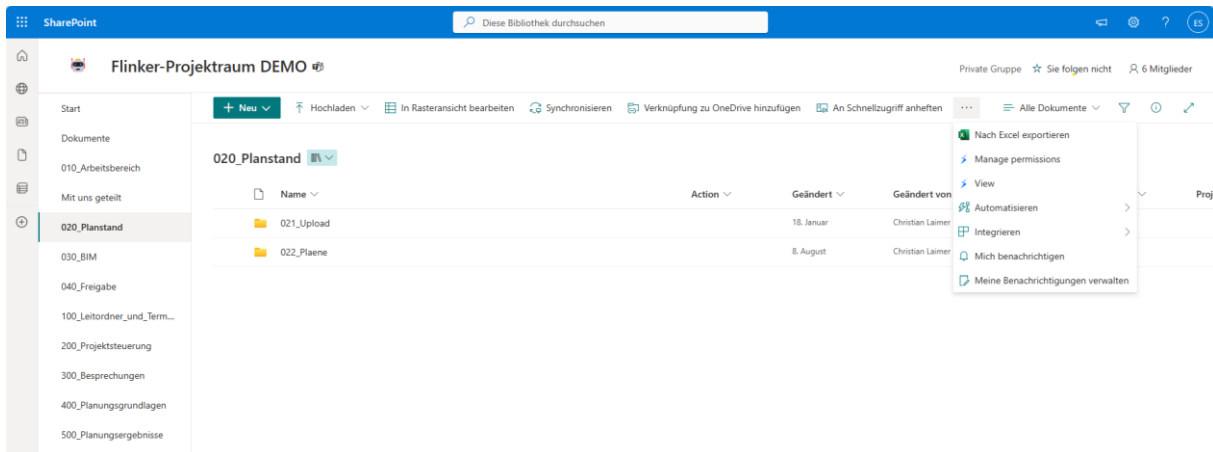 SharePoint
Diese Bibliothek durchsuchen
ES
Flinker-Projektraum DEMO
Private Gruppe Sie folgen nicht 6 Mitglieder
Start
Dokumente
010_Arbeitsbereich
Mit uns geteilt
020_Planstand
030_BIM
040_Freigabe
100_Leitordner_und_Term...
200_Projektsteuerung
300_Besprechungen
400_Planungsgrundlagen
500_Planungsergebnisse
+ Neu Hochladen In Rasteransicht bearbeiten Synchronisieren Verknüpfung zu OneDrive hinzufügen An Schnellzugriff anheften ... Alle Dokumente
020_Planstand
Name Action Geändert Geändert von Proj
021_Upload 18. Januar Christian Laimer
022_Plaene 8. August Christian Laimer
Nach Excel exportieren
Manage permissions
View
Automatisieren
Integrieren
Mich benachrichtigen
Meine Benachrichtigungen verwalten